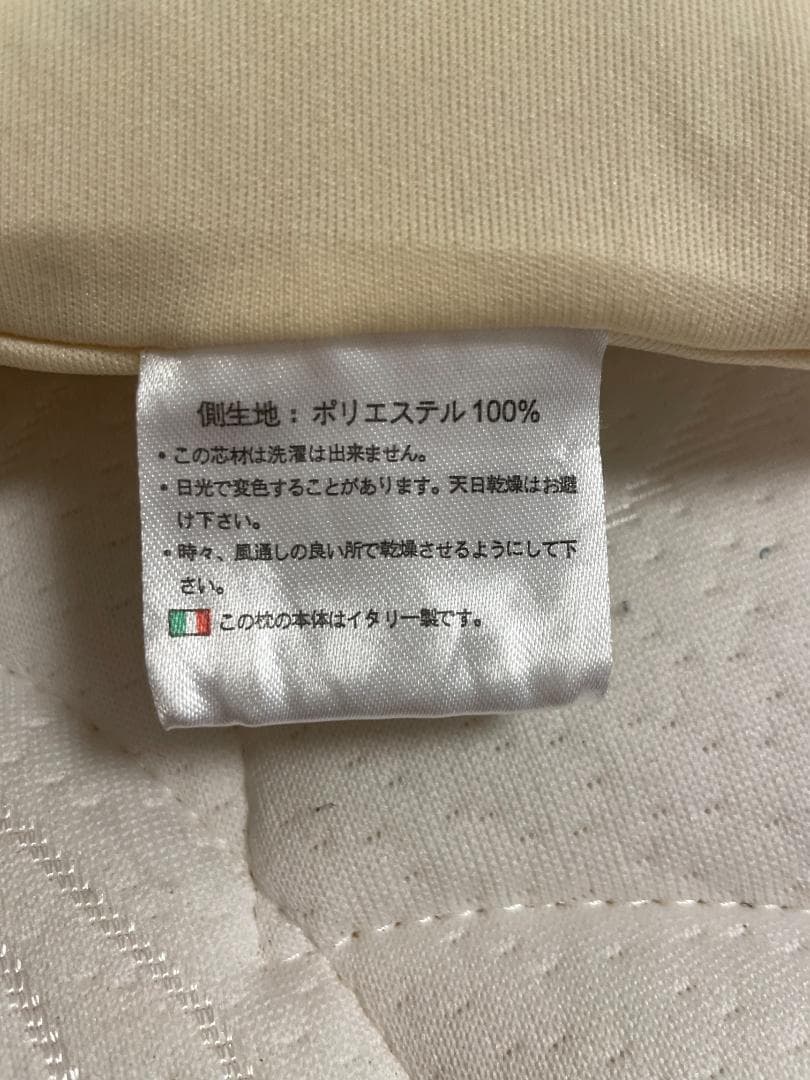 側生地：ポリエステル100%
・この芯材は洗濯は出来ません。
・日光で変色することがあります。天日乾燥はお避
け下さい。
・時々、風通しの良い所で乾燥させるようにして下
さい。
この枕の本体はイタリー製です。